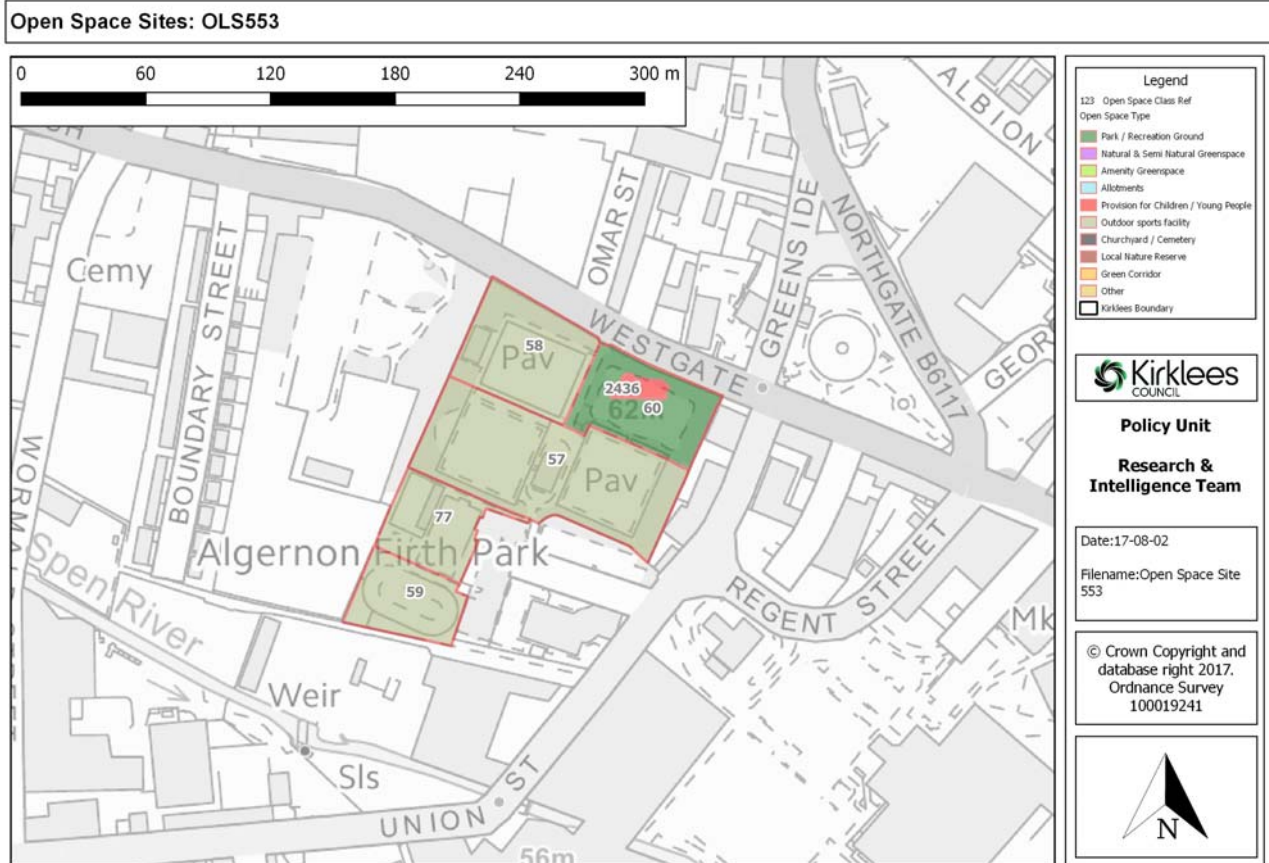 Open Space Sites: OLS553
0 60 120 180 240 300 m
ALBION
OMAR ST
GREENSIDE
NORTHGATE B6117
Cemy
BOUNDARY STREET
WESTGATE
58
Pav
2436
60
62m
57
Pav
77
Algernon Firth Park
59
Spen River
REGENT STREET
Mk
Weir
Sls
UNION ST
56m
Legend
123 Open Space Class Ref
Open Space Type
Park / Recreation Ground
Natural & Semi Natural Greenspace
Amenity Greenspace
Allotments
Provision for Children / Young People
Outdoor sports facility
Churchyard / Cemetery
Local Nature Reserve
Green Corridor
Other
Kirklees Boundary
Kirklees
COUNCIL
Policy Unit
Research &
Intelligence Team
Date:17-08-02
Filename:Open Space Site
553
© Crown Copyright and
database right 2017.
Ordnance Survey
100019241
N